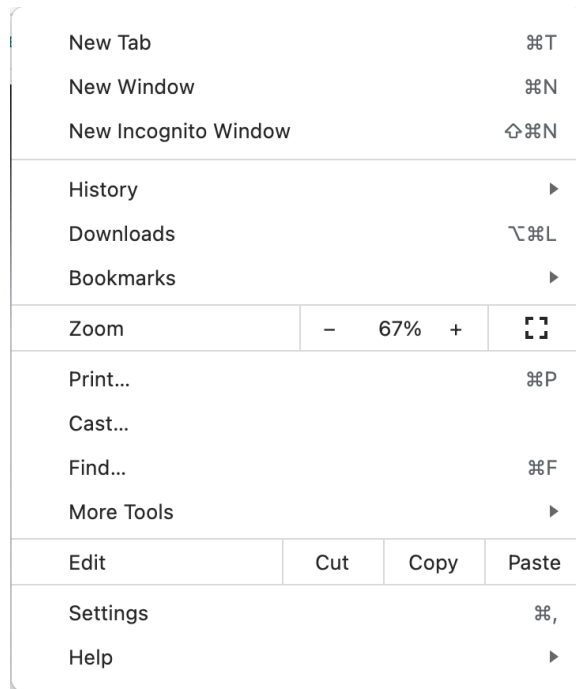 New Tab ⌘T
New Window ⌘N
New Incognito Window ⇧⌘N
History ▸
Downloads ⌥⌘L
Bookmarks ▸
Zoom − 67% +
Print... ⌘P
Cast...
Find... ⌘F
More Tools ▸
Edit Cut Copy Paste
Settings ⌘,
Help ▸